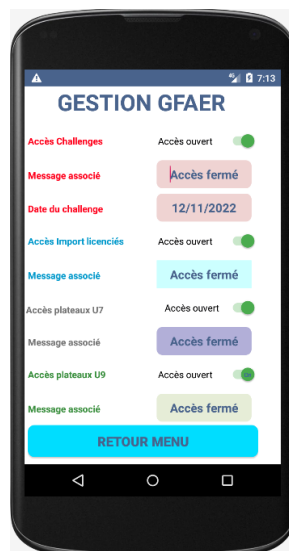 7:13
GESTION GFAER
Accès Challenges Accès ouvert
Message associé Accès fermé
Date du challenge 12/11/2022
Accès Import licenciés Accès ouvert
Message associé Accès fermé
Accès plateaux U7 Accès ouvert
Message associé Accès fermé
Accès plateaux U9 Accès ouvert
Message associé Accès fermé
RETOUR MENU